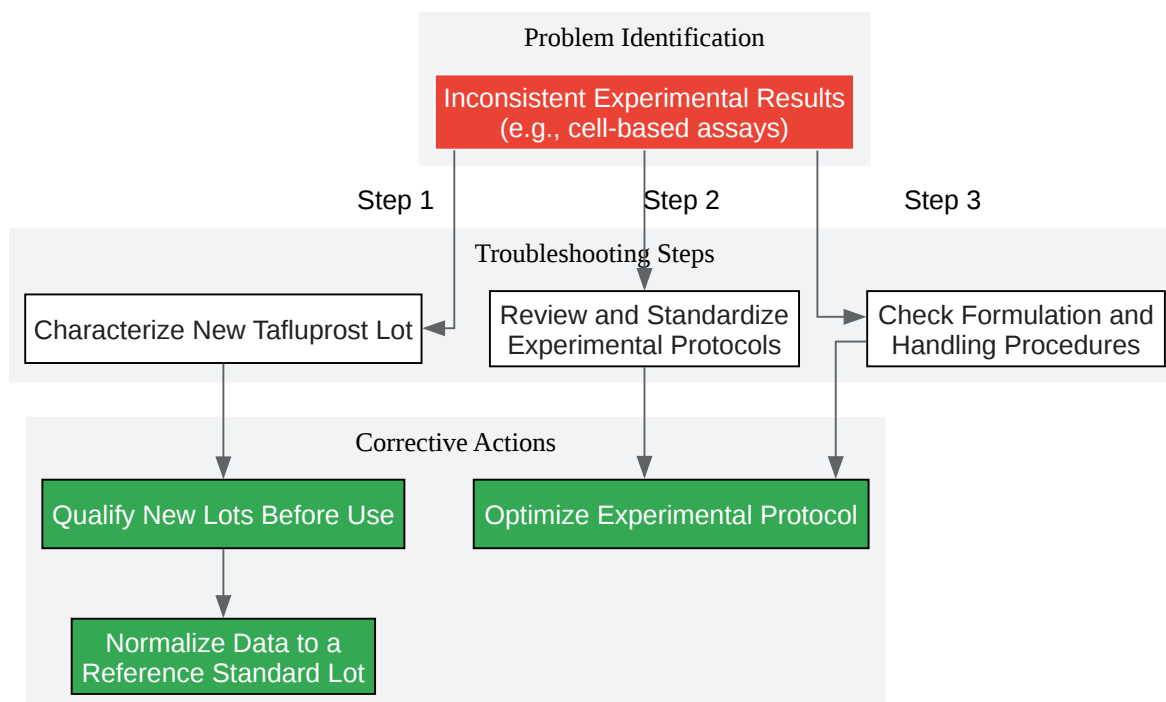 Problem Identification
Inconsistent Experimental Results
(e.g., cell-based assays)
Step 1
Step 2
Step 3
Troubleshooting Steps
Characterize New Tafluprost Lot
Review and Standardize
Experimental Protocols
Check Formulation and
Handling Procedures
Corrective Actions
Qualify New Lots Before Use
Optimize Experimental Protocol
Normalize Data to a
Reference Standard Lot